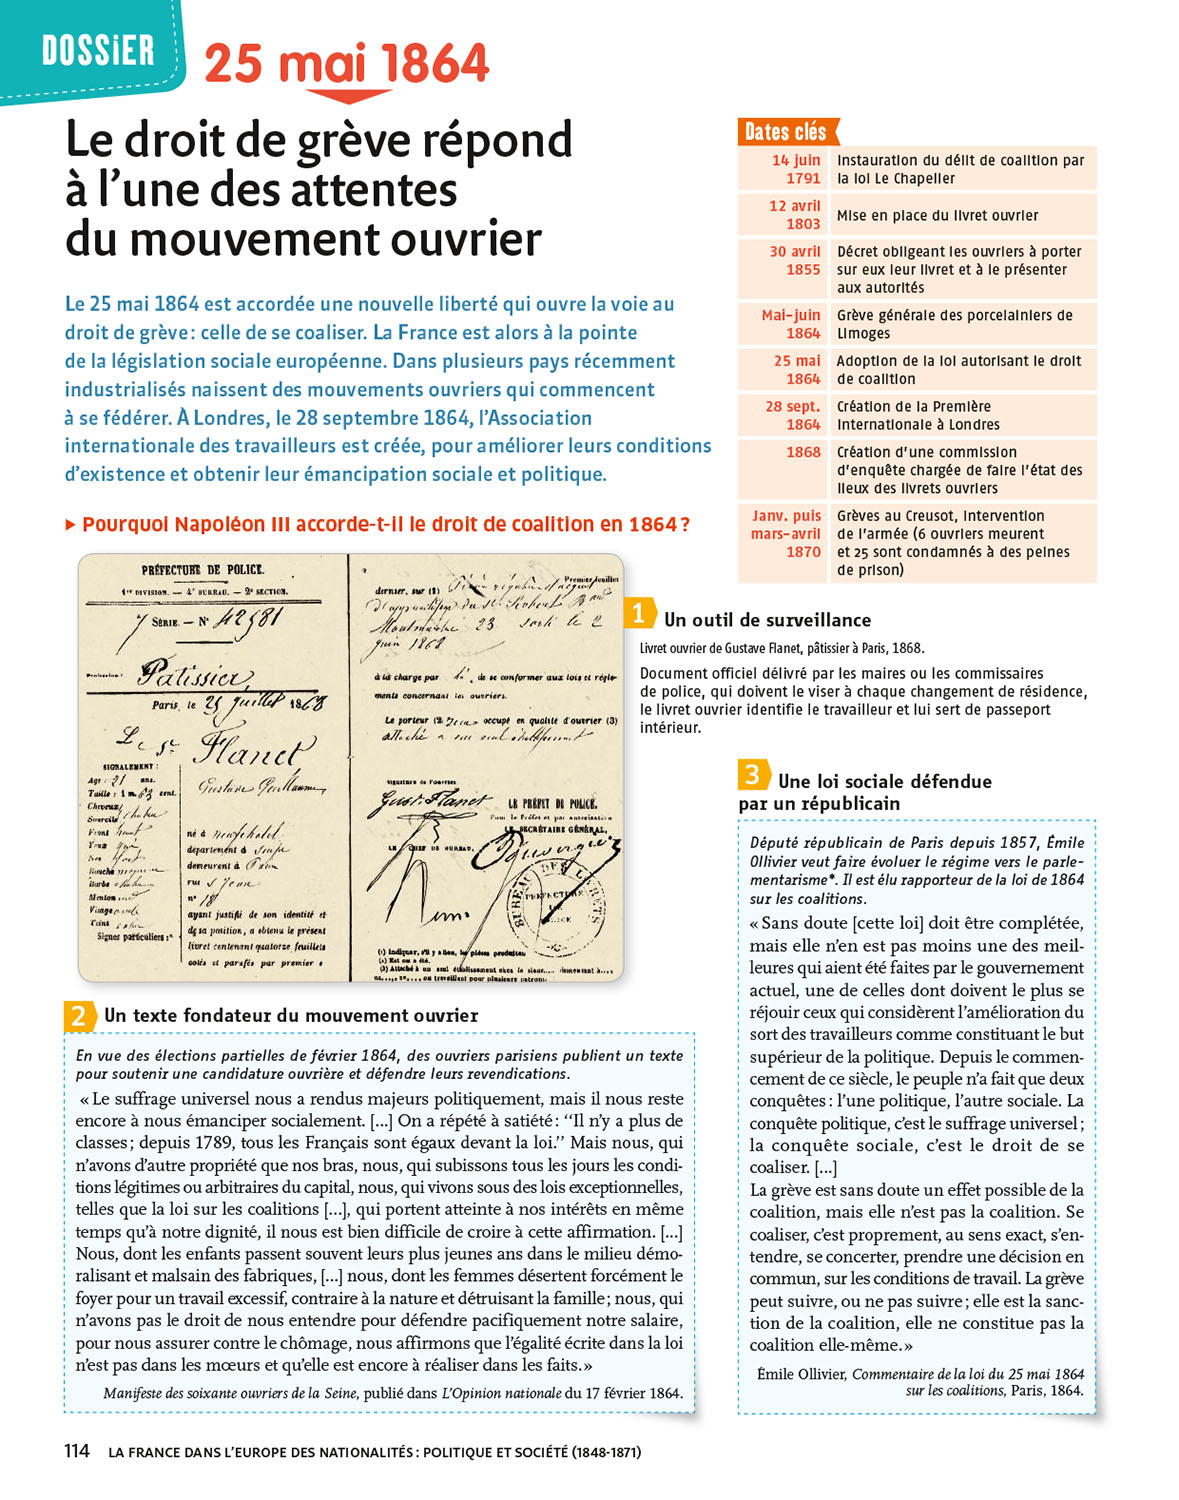 DOSSiER
25 mai 1864
Le droit de grève répond
à l'une des attentes
du mouvement ouvrier
Le 25 mai 1864 est accordée une nouvelle liberté qui ouvre la voie au
droit de grève : celle de se coaliser. La France est alors à la pointe
de la législation sociale européenne. Dans plusieurs pays récemment
industrialisés naissent des mouvements ouvriers qui commencent
à se fédérer. À Londres, le 28 septembre 1864, l'Association
internationale des travailleurs est créée, pour améliorer leurs conditions
d'existence et obtenir leur émancipation sociale et politique.
▶ Pourquoi Napoléon III accorde-t-il le droit de coalition en 1864 ?
Dates clés
14 juin 1791 Instauration du délit de coalition par
la loi Le Chapelier
12 avril 1803 Mise en place du livret ouvrier
30 avril 1855 Décret obligeant les ouvriers à porter
sur eux leur livret et à le présenter
aux autorités
Mai-juin 1864 Grève générale des porcelainiers de
Limoges
25 mai 1864 Adoption de la loi autorisant le droit
de coalition
28 sept. 1864 Création de la Première
Internationale à Londres
1868 Création d'une commission
d'enquête chargée de faire l'état des
lieux des livrets ouvriers
Janv. puis mars-avril 1870 Grèves au Creusot, intervention
de l'armée (6 ouvriers meurent
et 25 sont condamnés à des peines
de prison)
PRÉFECTURE DE POLICE.
1re DIVISION. — 4e BUREAU. — 2e SECTION.
7 SÉRIE. — N° 42581
Profession : Patissier
Paris, le 25 juillet 1868
Le Sr Flanet
Gustave Guillaume
SIGNALEMENT :
Age : 21 ans.
Taille : 1 m. 63 cent.
Cheveux
Sourcils
Front haut
Yeux
Nez
Bouche moyenne
Barbe
Menton
Visage
Teint
Signes particuliers :
né à neufchatel
département d
demeurant à Paris
rue St Jean
n° 18
ayant justifié de son identité et
de sa position, a obtenu le présent
livret contenant quatorze feuillets
cotés et parafés par premier e
Premier feuillet
dernier, sur (1)
d'apprentissage du Sr Robert
Montmartre 23 sorti le 2
juin 1868
à la charge par de se conformer aux lois et règle-
ments concernant les ouvriers.
Le porteur (2) occupé en qualité d'ouvrier (3)
attaché à un seul établissement
Signature de l'ouvrier
Gust. Flanet
LE PRÉFET DE POLICE,
Pour le Préfet et par autorisation
LE SECRÉTAIRE GÉNÉRAL,
LE CHEF DE BUREAU,
BUREAU DES LIVRETS
PRÉFECTURE DE POLICE
(1) Indiquer, s'il y a lieu, les pièces produites.
(2) Est ou a été.
(3) Attaché à un seul établissement chez le sieur.... demeurant à....
ou travaillant pour plusieurs patrons.
1 Un outil de surveillance
Livret ouvrier de Gustave Flanet, pâtissier à Paris, 1868.
Document officiel délivré par les maires ou les commissaires
de police, qui doivent le viser à chaque changement de résidence,
le livret ouvrier identifie le travailleur et lui sert de passeport
intérieur.
2 Un texte fondateur du mouvement ouvrier
En vue des élections partielles de février 1864, des ouvriers parisiens publient un texte
pour soutenir une candidature ouvrière et défendre leurs revendications.
« Le suffrage universel nous a rendus majeurs politiquement, mais il nous reste
encore à nous émanciper socialement. [...] On a répété à satiété : ‘‘Il n'y a plus de
classes ; depuis 1789, tous les Français sont égaux devant la loi.’’ Mais nous, qui
n'avons d'autre propriété que nos bras, nous, qui subissons tous les jours les condi-
tions légitimes ou arbitraires du capital, nous, qui vivons sous des lois exceptionnelles,
telles que la loi sur les coalitions [...], qui portent atteinte à nos intérêts en même
temps qu'à notre dignité, il nous est bien difficile de croire à cette affirmation. [...]
Nous, dont les enfants passent souvent leurs plus jeunes ans dans le milieu démo-
ralisant et malsain des fabriques, [...] nous, dont les femmes désertent forcément le
foyer pour un travail excessif, contraire à la nature et détruisant la famille ; nous, qui
n'avons pas le droit de nous entendre pour défendre pacifiquement notre salaire,
pour nous assurer contre le chômage, nous affirmons que l'égalité écrite dans la loi
n'est pas dans les mœurs et qu'elle est encore à réaliser dans les faits. »
Manifeste des soixante ouvriers de la Seine, publié dans L'Opinion nationale du 17 février 1864.
3 Une loi sociale défendue
par un républicain
Député républicain de Paris depuis 1857, Émile
Ollivier veut faire évoluer le régime vers le parle-
mentarisme*. Il est élu rapporteur de la loi de 1864
sur les coalitions.
« Sans doute [cette loi] doit être complétée,
mais elle n'en est pas moins une des meil-
leures qui aient été faites par le gouvernement
actuel, une de celles dont doivent le plus se
réjouir ceux qui considèrent l'amélioration du
sort des travailleurs comme constituant le but
supérieur de la politique. Depuis le commen-
cement de ce siècle, le peuple n'a fait que deux
conquêtes : l'une politique, l'autre sociale. La
conquête politique, c'est le suffrage universel ;
la conquête sociale, c'est le droit de se
coaliser. [...]
La grève est sans doute un effet possible de la
coalition, mais elle n'est pas la coalition. Se
coaliser, c'est proprement, au sens exact, s'en-
tendre, se concerter, prendre une décision en
commun, sur les conditions de travail. La grève
peut suivre, ou ne pas suivre ; elle est la sanc-
tion de la coalition, elle ne constitue pas la
coalition elle-même. »
Émile Ollivier, Commentaire de la loi du 25 mai 1864
sur les coalitions, Paris, 1864.
114 LA FRANCE DANS L'EUROPE DES NATIONALITÉS : POLITIQUE ET SOCIÉTÉ (1848-1871)